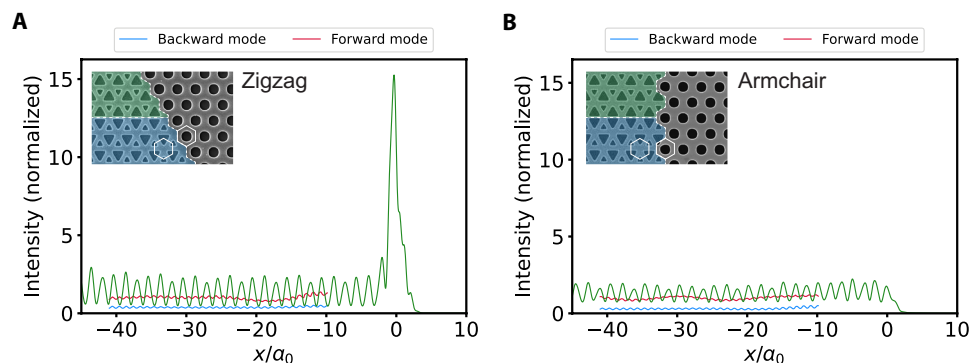 A
Backward mode Forward mode
Zigzag
Intensity (normalized)
15
10
5
0
−40 −30 −20 −10 0 10
x/a₀
B
Backward mode Forward mode
Armchair
Intensity (normalized)
15
10
5
0
−40 −30 −20 −10 0 10
x/a₀